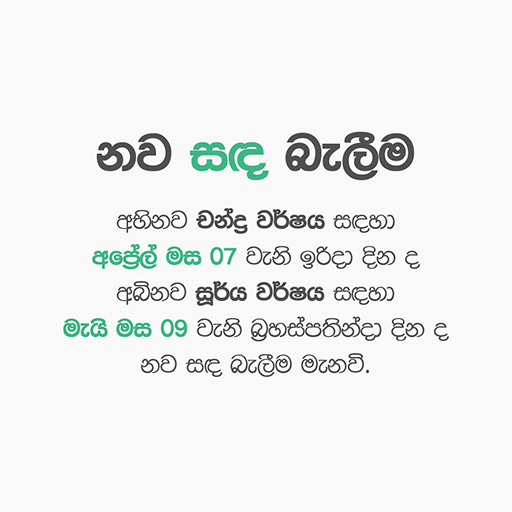 නව සඳ බැලීම
අභිනව චන්ද්‍ර වර්ෂය සඳහා
අප්‍රේල් මස 07 වැනි ඉරිදා දින ද
අබිනව සූර්ය වර්ෂය සඳහා
මැයි මස 09 වැනි බ්‍රහස්පතින්දා දින ද
නව සඳ බැලීම මැනවි.